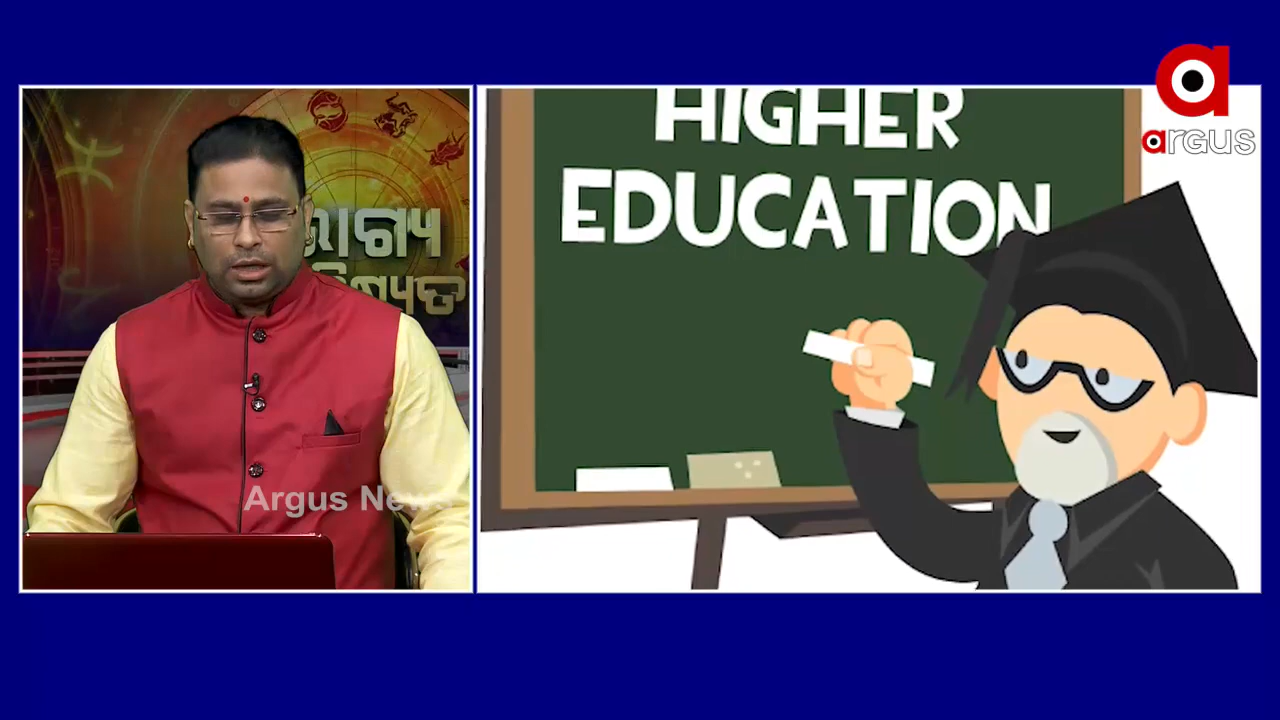 argus
ଭାଗ୍ୟ
Argus News
HIGHER
EDUCATION